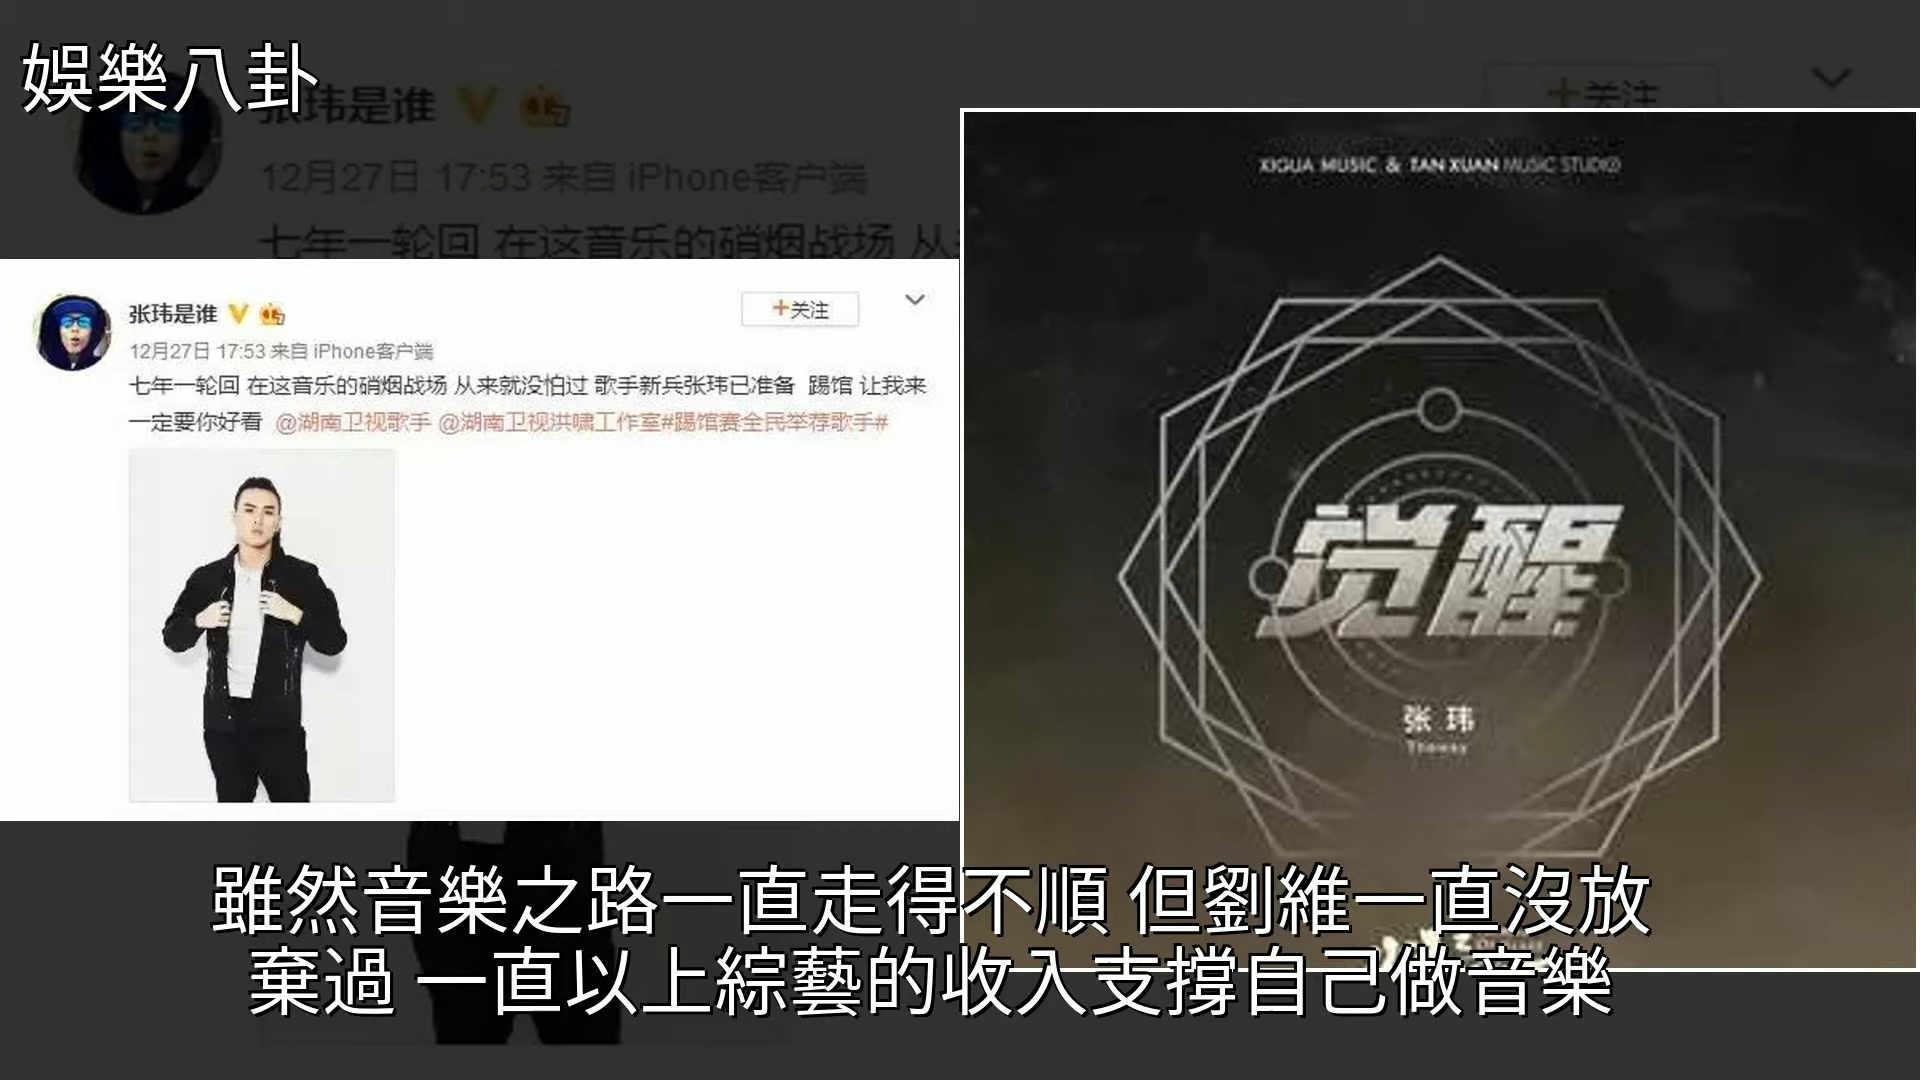 娛樂八卦
张玮是谁
+关注
12月27日 17:53 来自 iPhone客户端
七年一轮回 在这音乐的硝烟战场 从
张玮是谁
+关注
12月27日 17:53 来自 iPhone客户端
七年一轮回 在这音乐的硝烟战场 从来就没怕过 歌手新兵张玮已准备 踢馆 让我来
一定要你好看 @湖南卫视歌手 @湖南卫视洪啸工作室#踢馆赛全民举荐歌手#
XIGUA MUSIC & TAN XUAN MUSIC STUDIO
觉醒
张玮
雖然音樂之路一直走得不順 但劉維一直沒放
棄過 一直以上綜藝的收入支撐自己做音樂